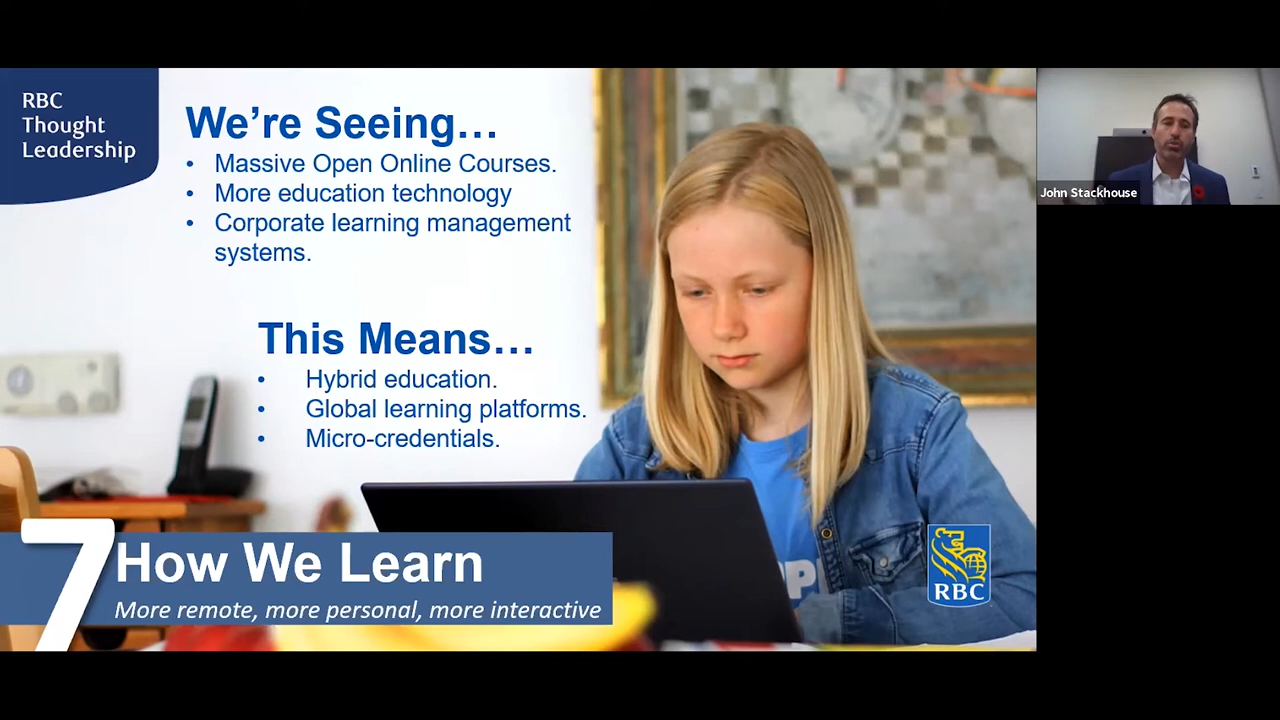 RBC
Thought
Leadership
We're Seeing…
• Massive Open Online Courses.
• More education technology
• Corporate learning management
systems.
This Means…
• Hybrid education.
• Global learning platforms.
• Micro-credentials.
7
How We Learn
More remote, more personal, more interactive
RBC
John Stackhouse